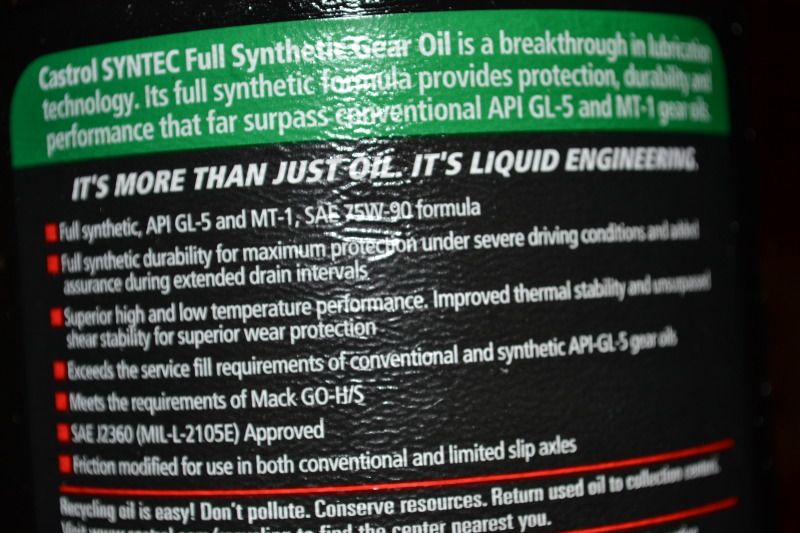 Castrol SYNTEC Full Synthetic Gear Oil is a breakthrough in lubrication
technology. Its full synthetic formula provides protection, durability and
performance that far surpass conventional API GL-5 and MT-1 gear oils.
IT'S MORE THAN JUST OIL. IT'S LIQUID ENGINEERING.
Full synthetic, API GL-5 and MT-1, SAE 75W-90 formula
Full synthetic durability for maximum protection under severe driving conditions and added
assurance during extended drain intervals
Superior high and low temperature performance. Improved thermal stability and unsurpassed
shear stability for superior wear protection
Exceeds the service fill requirements of conventional and synthetic API-GL-5 gear oils
Meets the requirements of Mack GO-H/S
SAE J2360 (MIL-L-2105E) Approved
Friction modified for use in both conventional and limited slip axles
Recycling oil is easy! Don't pollute. Conserve resources. Return used oil to collection centers.
Visit www.castrol.com/recycling to find the center nearest you.